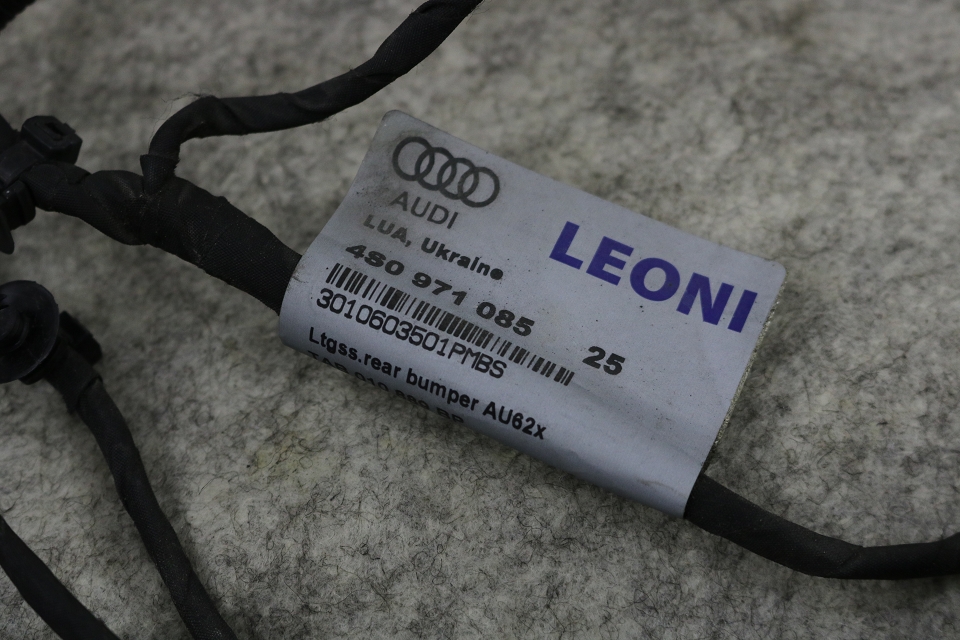 AUDI
LUA, Ukraine
LEONI
4S0 971 085
25
3010603501PMBS
Ltgss.rear bumper AU62x